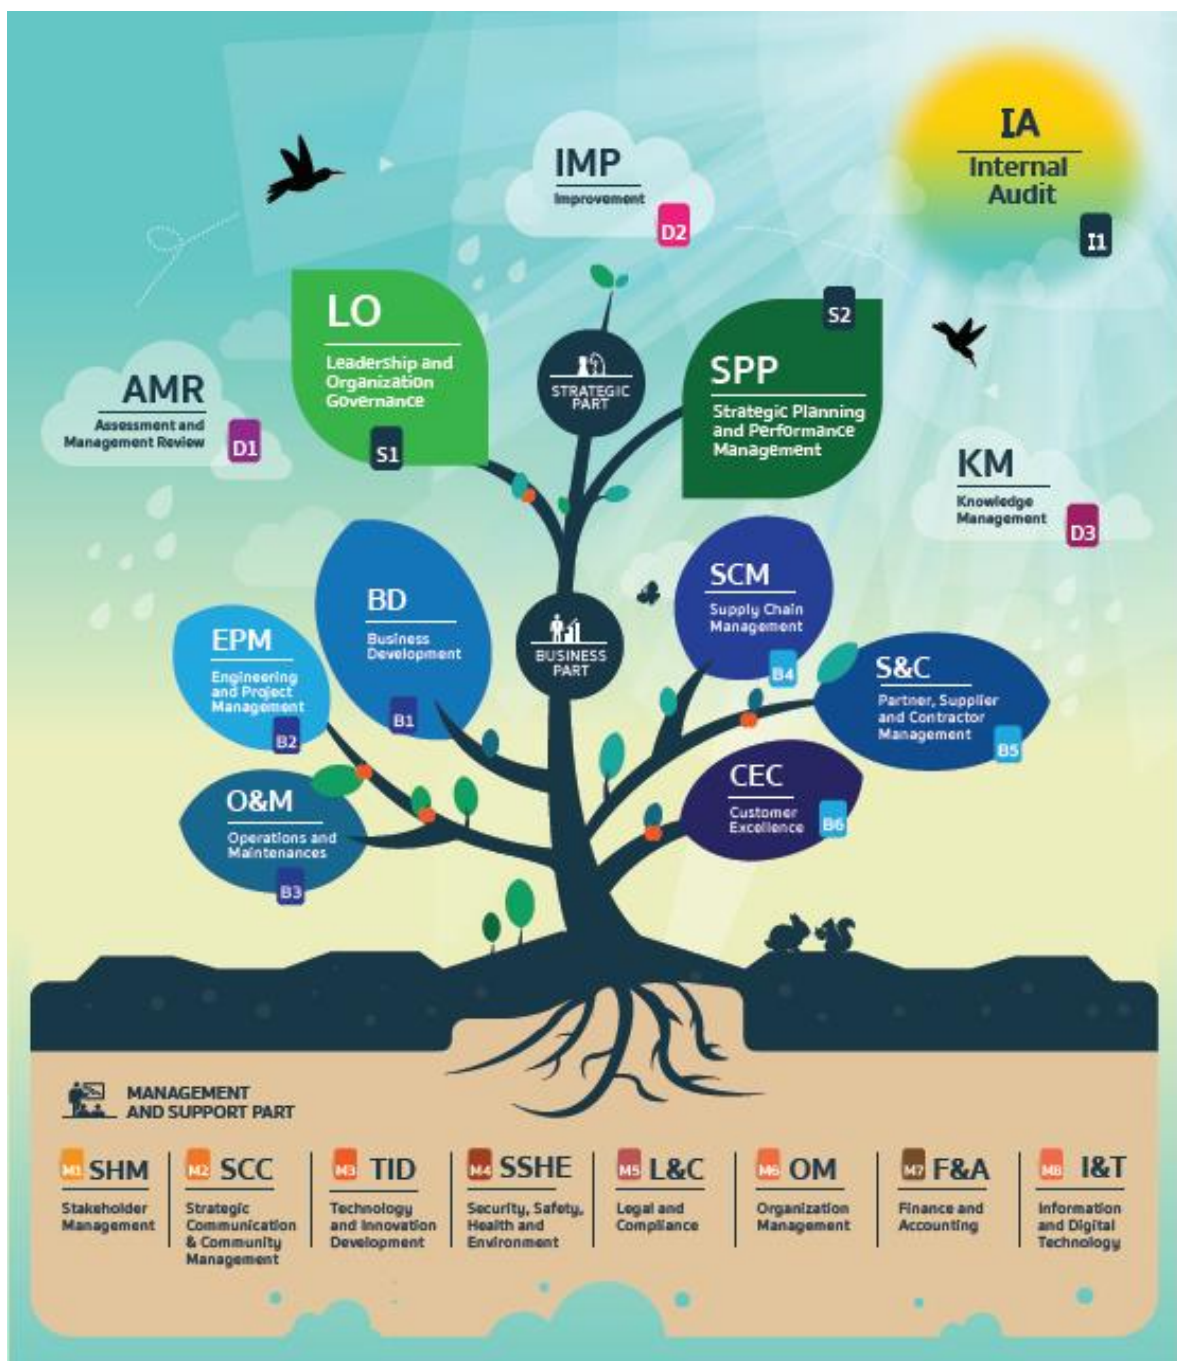 IA
Internal
Audit
I1
IMP
Improvement
D2
LO
Leadership and
Organization
Governance
S1
STRATEGIC
PART
S2
SPP
Strategic Planning
and Performance
Management
AMR
Assessment and
Management Review
D1
KM
Knowledge
Management
D3
BD
Business
Development
B1
BUSINESS
PART
SCM
Supply Chain
Management
B4
EPM
Engineering
and Project
Management
B2
S&C
Partner, Supplier
and Contractor
Management
B5
O&M
Operations and
Maintenances
B3
CEC
Customer
Excellence
B6
MANAGEMENT
AND SUPPORT PART
M1 SHM
Stakeholder
Management
M2 SCC
Strategic
Communication
& Community
Management
M3 TID
Technology
and Innovation
Development
M4 SSHE
Security, Safety,
Health and
Environment
M5 L&C
Legal and
Compliance
M6 OM
Organization
Management
M7 F&A
Finance and
Accounting
M8 I&T
Information
and Digital
Technology